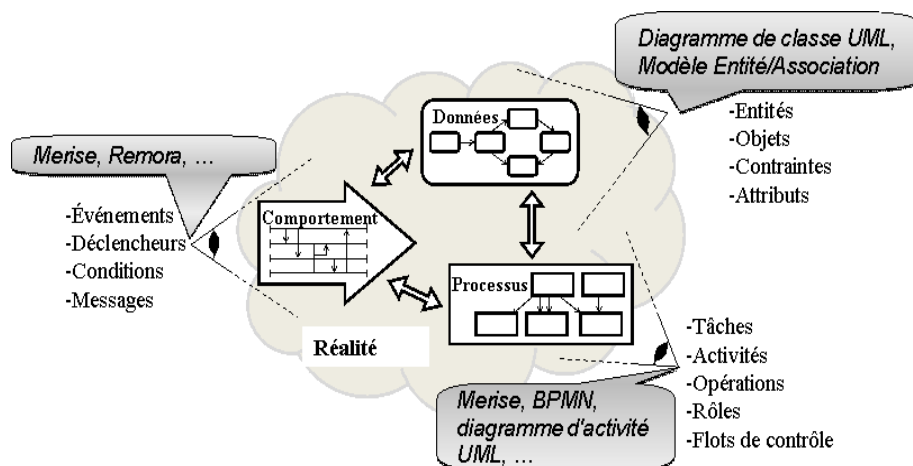 Diagramme de classe UML,
Modèle Entité/Association
-Entités
-Objets
-Contraintes
-Attributs
Données
Merise, Remora, …
-Événements
-Déclencheurs
-Conditions
-Messages
Comportement
Processus
Réalité
-Tâches
-Activités
-Opérations
-Rôles
-Flots de contrôle
Merise, BPMN,
diagramme d'activité
UML, …